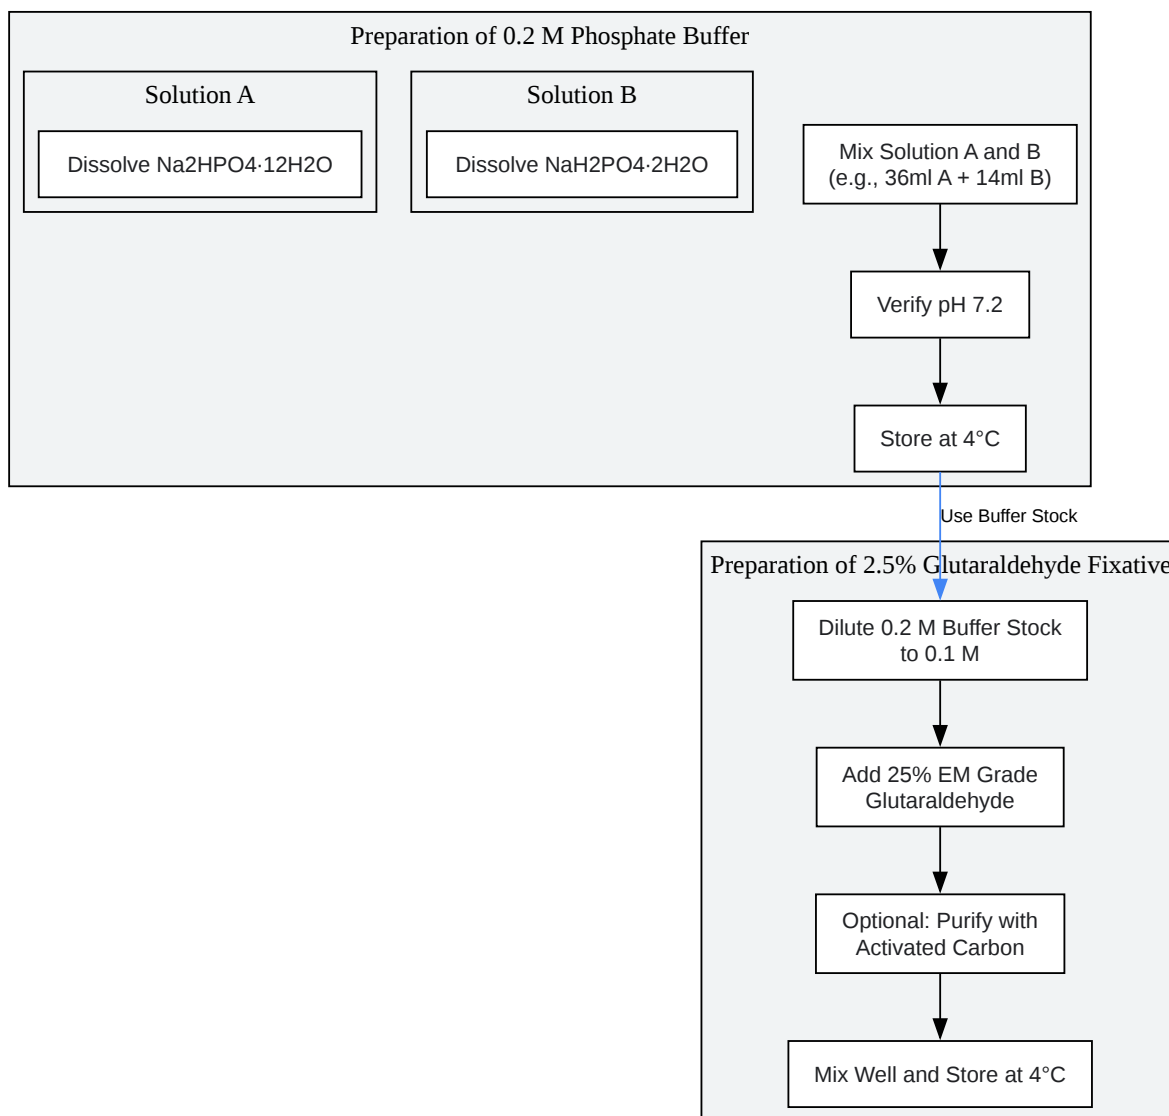 Preparation of 0.2 M Phosphate Buffer
Solution A
Dissolve Na2HPO4·12H2O
Solution B
Dissolve NaH2PO4·2H2O
Mix Solution A and B
(e.g., 36ml A + 14ml B)
Verify pH 7.2
Store at 4°C
Use Buffer Stock
Preparation of 2.5% Glutaraldehyde Fixative
Dilute 0.2 M Buffer Stock
to 0.1 M
Add 25% EM Grade
Glutaraldehyde
Optional: Purify with
Activated Carbon
Mix Well and Store at 4°C